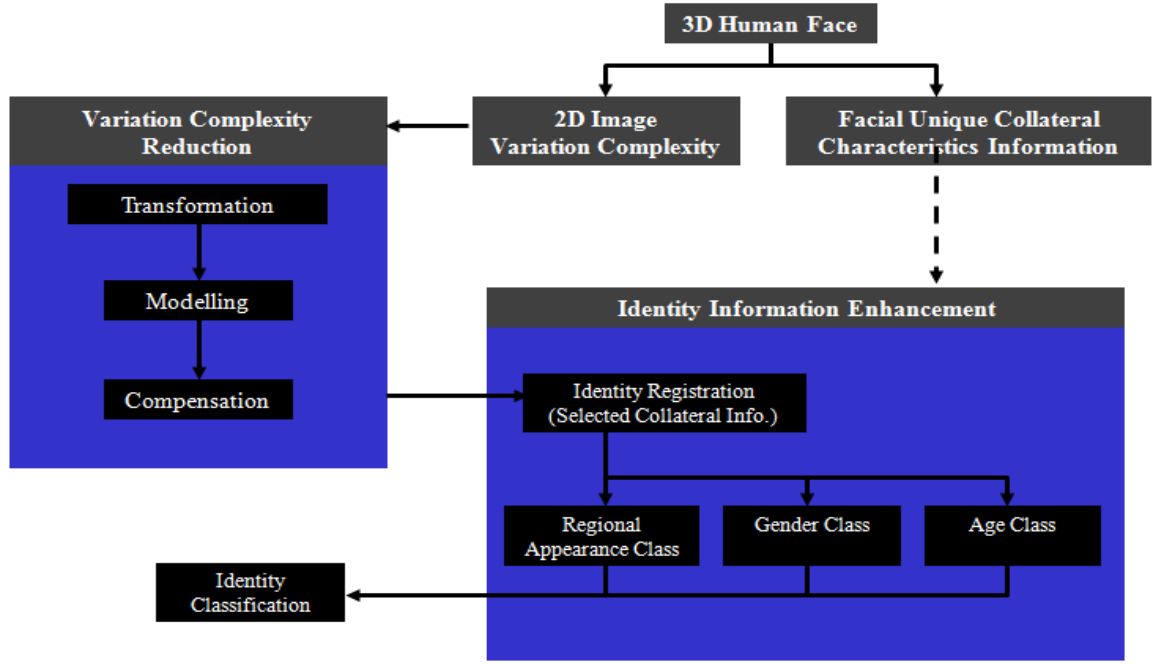 3D Human Face
Variation Complexity
Reduction
2D Image
Variation Complexity
Facial Unique Collateral
Characteristics Information
Transformation
Modelling
Compensation
Identity Information Enhancement
Identity Registration
(Selected Collateral Info.)
Regional
Appearance Class
Gender Class
Age Class
Identity
Classification